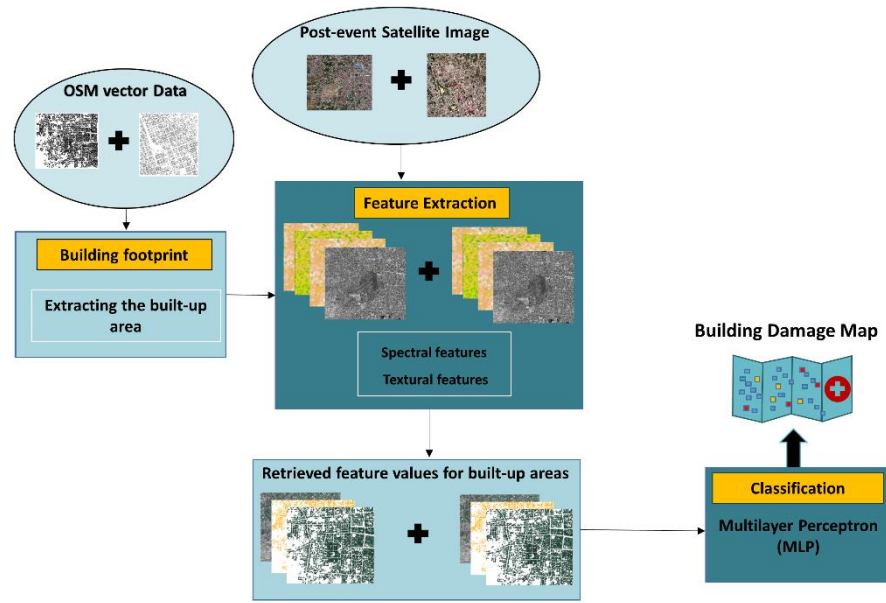 Post-event Satellite Image
OSM vector Data
Feature Extraction
Building footprint
Extracting the built-up
area
Spectral features
Textural features
Building Damage Map
Retrieved feature values for built-up areas
Classification
Multilayer Perceptron
(MLP)